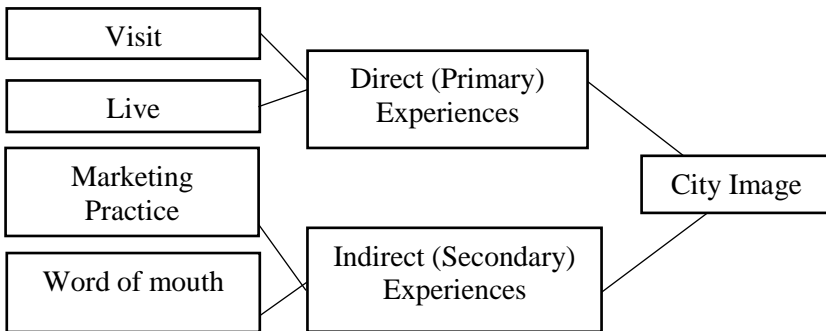 Visit
Live
Marketing
Practice
Word of mouth
Direct (Primary)
Experiences
Indirect (Secondary)
Experiences
City Image